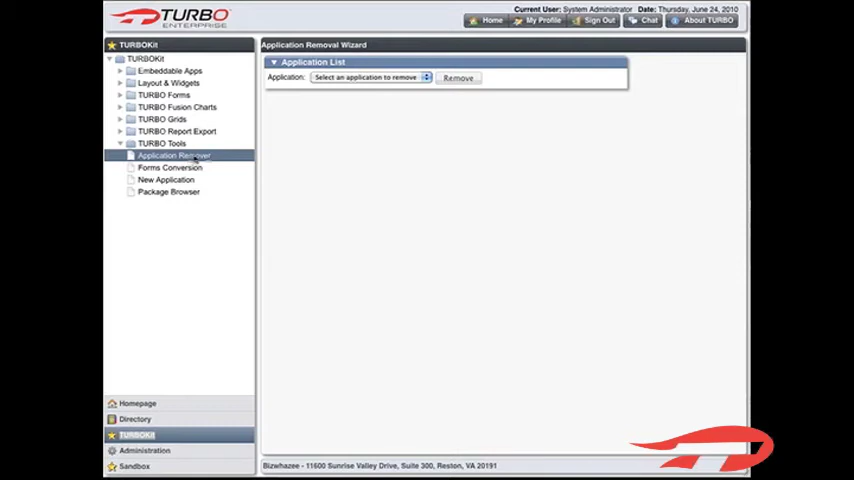 TURBO
ENTERPRISE
Current User: System Administrator Date: Thursday, June 24, 2010
Home My Profile Sign Out Chat About TURBO
TURBOKit
TURBOKit
Embeddable Apps
Layout & Widgets
TURBO Forms
TURBO Fusion Charts
TURBO Grids
TURBO Report Export
TURBO Tools
Application Remover
Forms Conversion
New Application
Package Browser
Homepage
Directory
TURBOKit
Administration
Sandbox
Application Removal Wizard
Application List
Application: Select an application to remove Remove
Bizwhazee - 11600 Sunrise Valley Drive, Suite 300, Reston, VA 20191